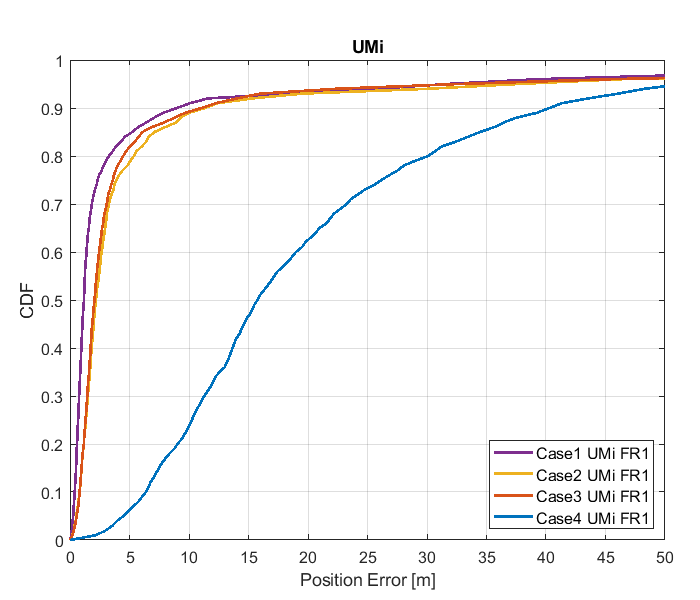 UMi
1
0.9
0.8
0.7
0.6
0.5
0.4
0.3
0.2
0.1
0
CDF
0 5 10 15 20 25 30 35 40 45 50
Position Error [m]
Case1 UMi FR1
Case2 UMi FR1
Case3 UMi FR1
Case4 UMi FR1